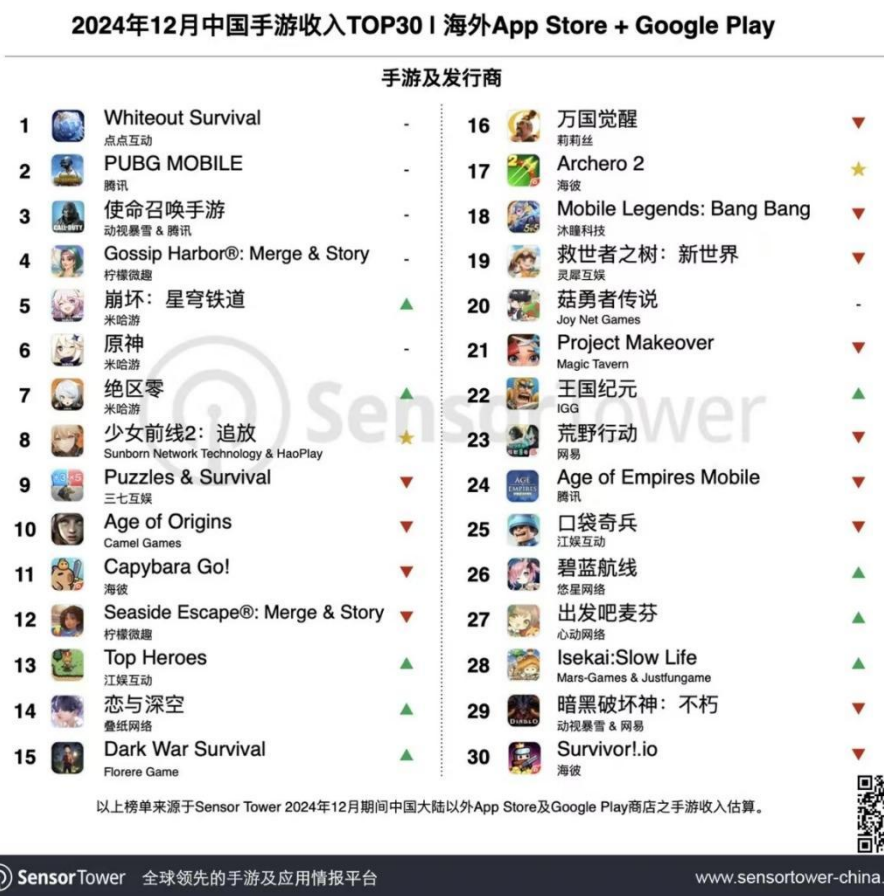 2024年12月中国手游收入TOP30 | 海外App Store + Google Play
手游及发行商
1 Whiteout Survival -
点点互动
2 PUBG MOBILE -
腾讯
3 使命召唤手游 -
动视暴雪 & 腾讯
4 Gossip Harbor®: Merge & Story -
柠檬微趣
5 崩坏：星穹铁道 ▲
米哈游
6 原神 -
米哈游
7 绝区零 ▲
米哈游
8 少女前线2：追放 ★
Sunborn Network Technology & HaoPlay
9 Puzzles & Survival ▼
三七互娱
10 Age of Origins ▼
Camel Games
11 Capybara Go! ▼
海彼
12 Seaside Escape®: Merge & Story ▼
柠檬微趣
13 Top Heroes ▲
江娱互动
14 恋与深空 ▲
叠纸网络
15 Dark War Survival ▲
Florere Game
16 万国觉醒 ▼
莉莉丝
17 Archero 2 ★
海彼
18 Mobile Legends: Bang Bang ▼
沐瞳科技
19 救世者之树：新世界 ▼
灵犀互娱
20 菇勇者传说 -
Joy Net Games
21 Project Makeover ▼
Magic Tavern
22 王国纪元 ▲
IGG
23 荒野行动 ▼
网易
24 Age of Empires Mobile ▼
腾讯
25 口袋奇兵 ▼
江娱互动
26 碧蓝航线 ▲
悠星网络
27 出发吧麦芬 ▲
心动网络
28 Isekai:Slow Life ▲
Mars-Games & Justfungame
29 暗黑破坏神：不朽 ▼
动视暴雪 & 网易
30 Survivor!.io ▼
海彼
SensorTower
以上榜单来源于Sensor Tower 2024年12月期间中国大陆以外App Store及Google Play商店之手游收入估算。
SensorTower 全球领先的手游及应用情报平台
www.sensortower-china.